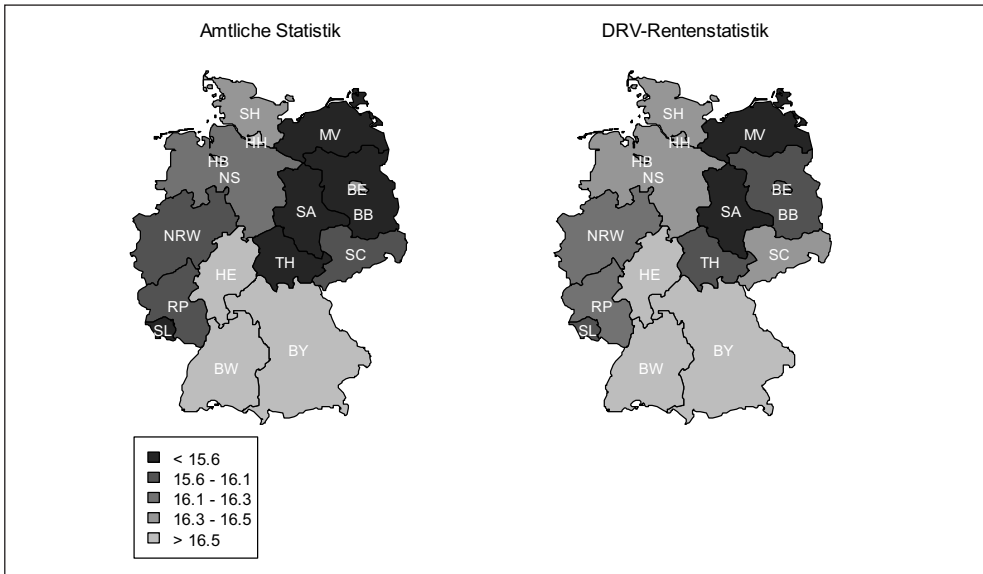 Amtliche Statistik
SH
MV
HH
HB
NS
BE
BB
SA
NRW
SC
TH
HE
RP
SL
BY
BW
DRV-Rentenstatistik
SH
MV
HH
HB
NS
BE
BB
SA
NRW
SC
TH
HE
RP
SL
BY
BW
< 15.6
15.6 - 16.1
16.1 - 16.3
16.3 - 16.5
> 16.5